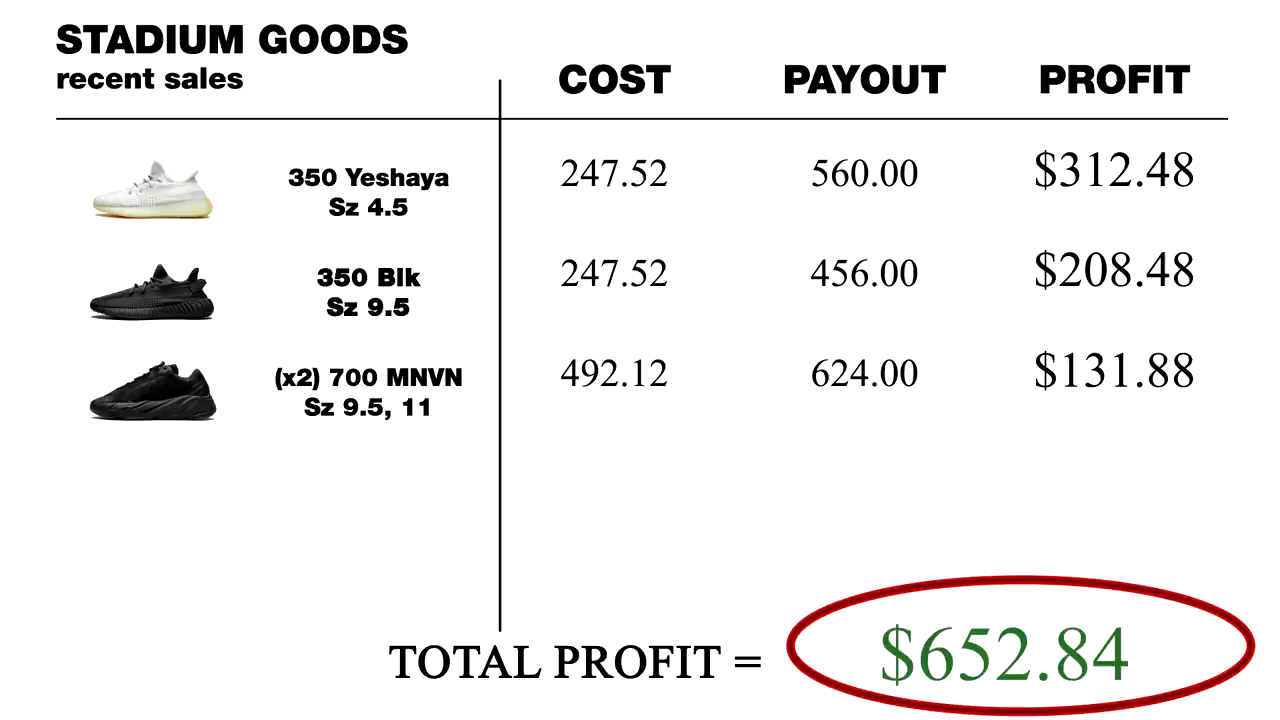 STADIUM GOODS
recent sales
COST PAYOUT PROFIT
350 Yeshaya
Sz 4.5
247.52 560.00 $312.48
350 Blk
Sz 9.5
247.52 456.00 $208.48
(x2) 700 MNVN
Sz 9.5, 11
492.12 624.00 $131.88
TOTAL PROFIT = $652.84